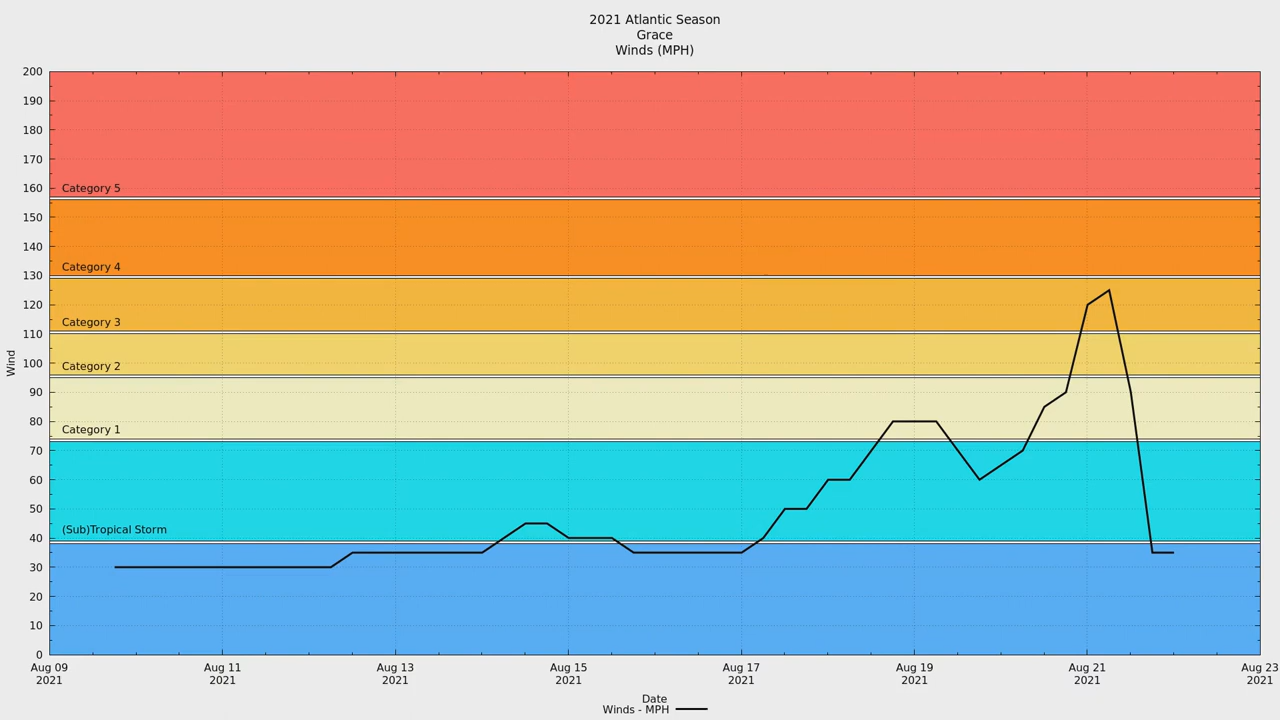 2021 Atlantic Season
Grace
Winds (MPH)
200
190
180
170
160
150
140
130
120
110
100
90
80
70
60
50
40
30
20
10
0
Wind
Category 5
Category 4
Category 3
Category 2
Category 1
(Sub)Tropical Storm
Aug 09 Aug 11 Aug 13 Aug 15 Aug 17 Aug 19 Aug 21 Aug 23
2021 2021 2021 2021 2021 2021 2021 2021
Date
Winds - MPH